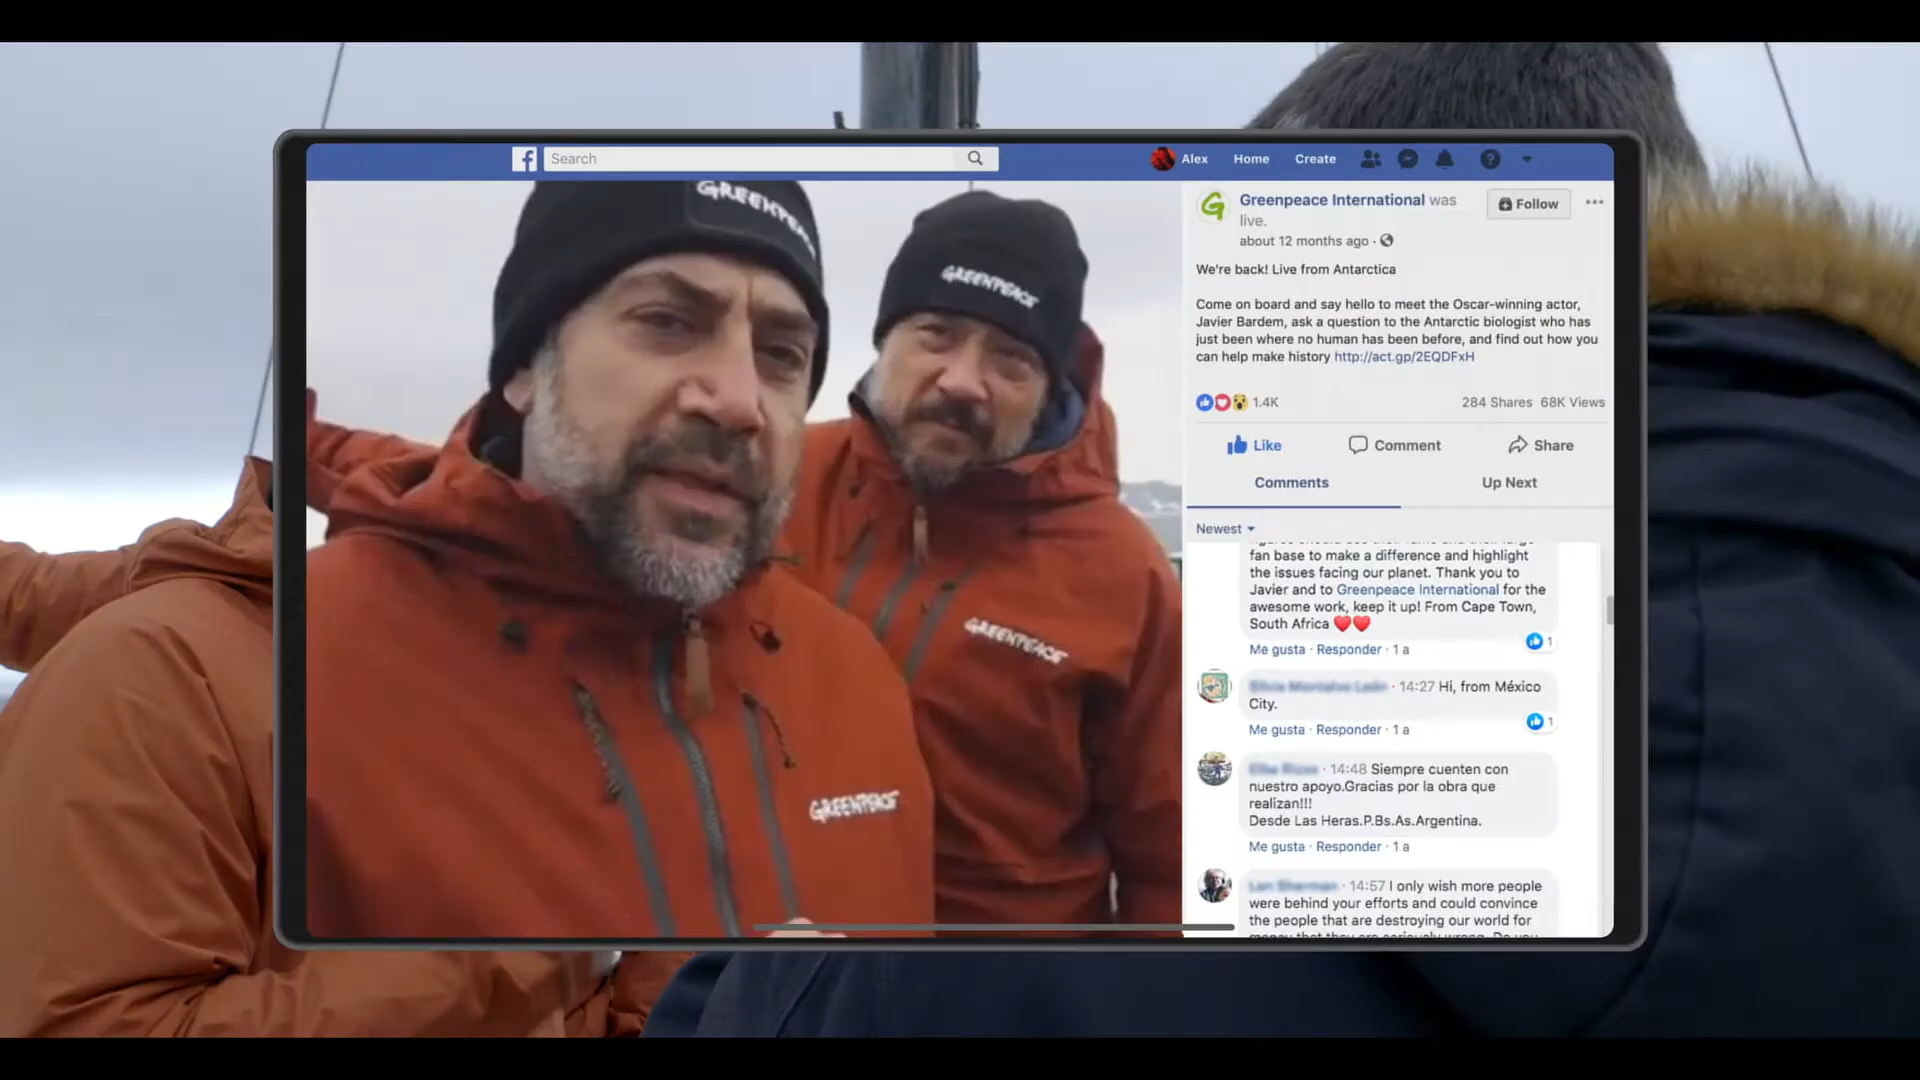 Search
Alex
Home
Create
GREENPEACE
GREENPEACE
GREENPEACE
GREENPEACE
Greenpeace International was
live.
about 12 months ago ·
Follow
We're back! Live from Antarctica
Come on board and say hello to meet the Oscar-winning actor,
Javier Bardem, ask a question to the Antarctic biologist who has
just been where no human has been before, and find out how you
can help make history http://act.gp/2EQDFxH
1.4K
284 Shares 68K Views
Like
Comment
Share
Comments
Up Next
Newest
fan base to make a difference and highlight
the issues facing our planet. Thank you to
Javier and to Greenpeace International for the
awesome work, keep it up! From Cape Town,
South Africa ❤️❤️
1
Me gusta · Responder · 1 a
· 14:27 Hi, from México
City.
1
Me gusta · Responder · 1 a
· 14:48 Siempre cuenten con
nuestro apoyo.Gracias por la obra que
realizan!!!
Desde Las Heras.P.Bs.As.Argentina.
Me gusta · Responder · 1 a
· 14:57 I only wish more people
were behind your efforts and could convince
the people that are destroying our world for